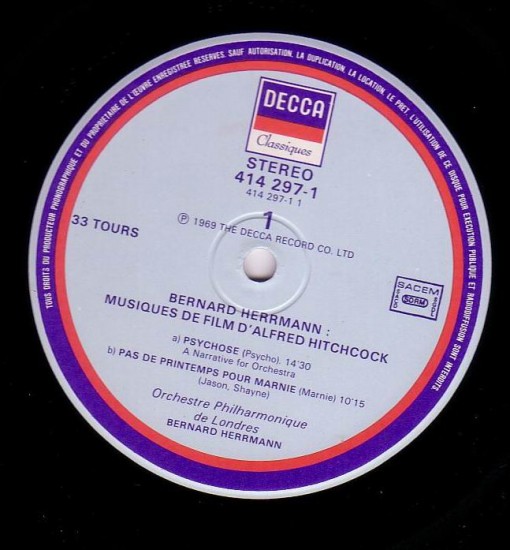 TOUS DROITS DU PRODUCTEUR PHONOGRAPHIQUE ET DU PROPRIETAIRE DE L'ŒUVRE ENREGISTREE RESERVES. SAUF AUTORISATION, LA DUPLICATION, LA LOCATION, LE PRET, L'UTILISATION DE CE DISQUE POUR EXECUTION PUBLIQUE ET RADIODIFFUSION SONT INTERDITS.
DECCA
Classiques
STEREO
414 297-1
414 297-1 1
1
33 TOURS
℗ 1969 THE DECCA RECORD CO. LTD
SACEM
SDRM
BERNARD HERRMANN :
MUSIQUES DE FILM D'ALFRED HITCHCOCK
a) PSYCHOSE (Psycho). 14'30
A Narrative for Orchestra
b) PAS DE PRINTEMPS POUR MARNIE (Marnie) 10'15
(Jason, Shayne)
Orchestre Philharmonique
de Londres
BERNARD HERRMANN